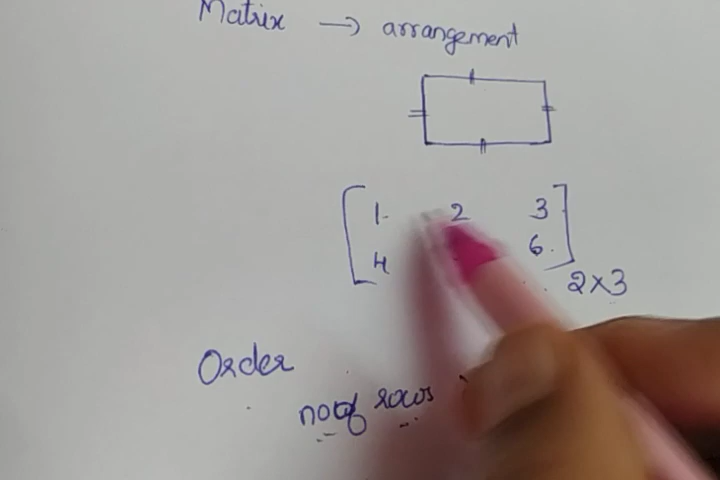 Matrix → arrangement
1 2 3
4 6
2×3
Order
no of rows